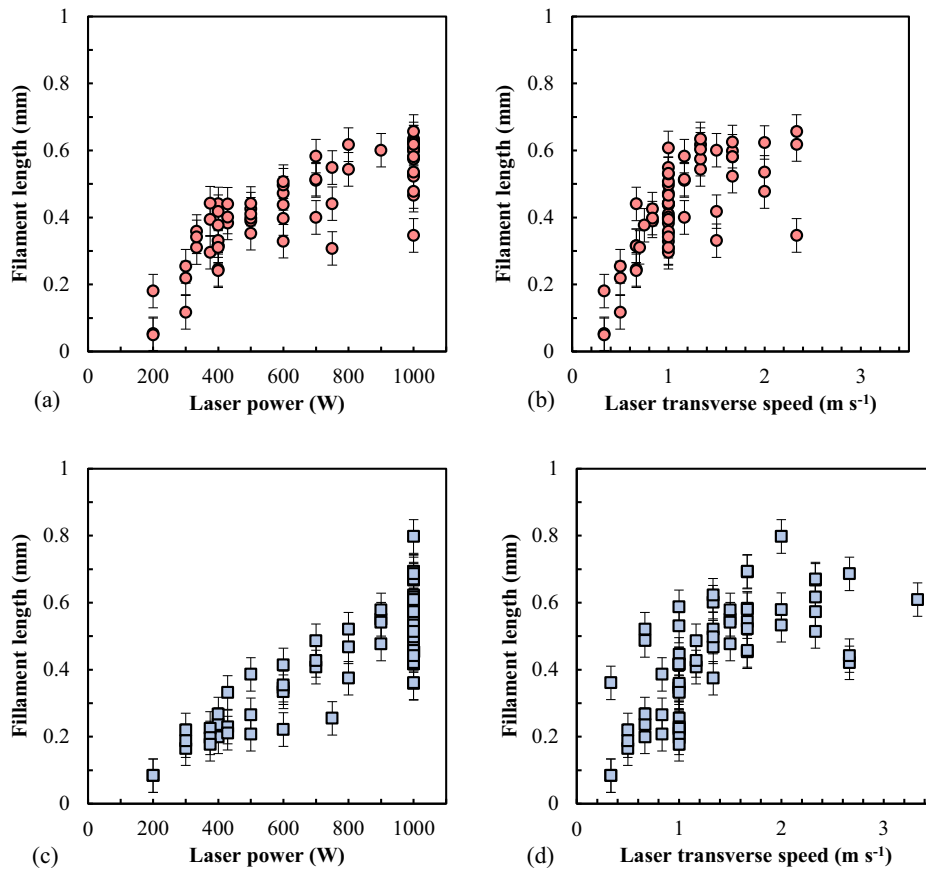 1
0.8
0.6
0.4
0.2
0
Filament length (mm)
0 200 400 600 800 1000
(a) Laser power (W)
1
0.8
0.6
0.4
0.2
0
Filament length (mm)
0 1 2 3
(b) Laser transverse speed (m s⁻¹)
1
0.8
0.6
0.4
0.2
0
Fillament length (mm)
0 200 400 600 800 1000
(c) Laser power (W)
1
0.8
0.6
0.4
0.2
0
Fillament length (mm)
0 1 2 3
(d) Laser transverse speed (m s⁻¹)